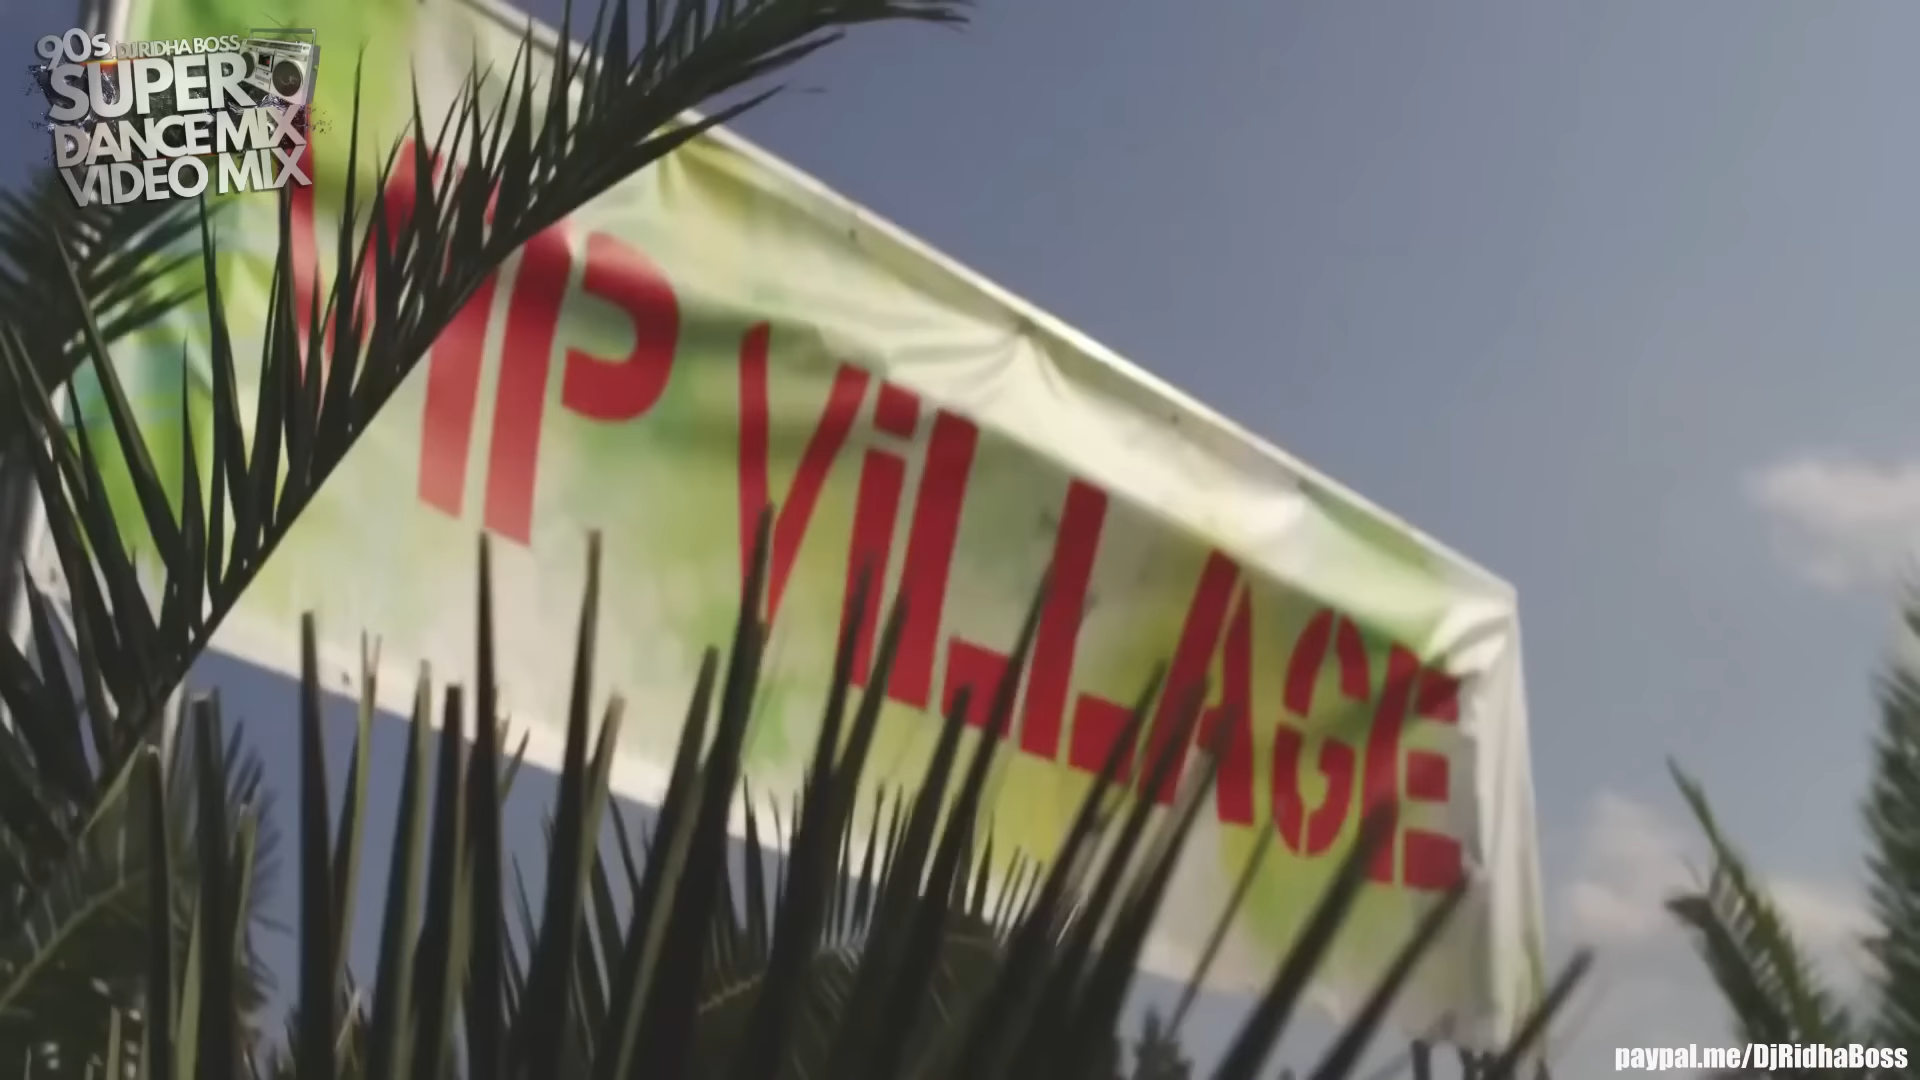 90s DJ RIDHA BOSS
SUPER
DANCE MIX
VIDEO MIX
VIP ViLLAGE
paypal.me/DjRidhaBoss